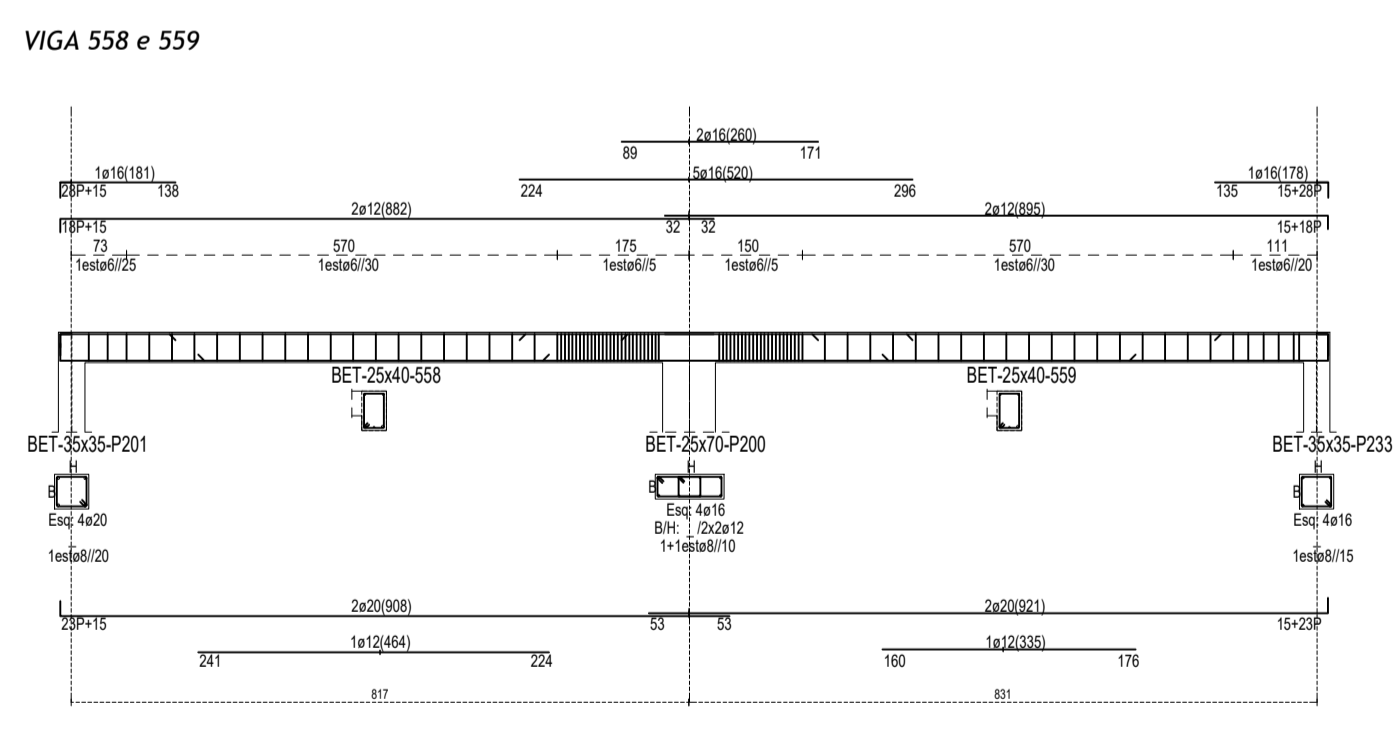 VIGA 558 e 559
2ø16(260)
89 171
1ø16(181) 5ø16(520) 1ø16(178)
28P+15 138 224 296 135 15+28P
2ø12(882) 2ø12(895)
18P+15 32 32 15+18P
73 570 175 150 570 111
1estø6//25 1estø6//30 1estø6//5 1estø6//5 1estø6//30 1estø6//20
BET-25x40-558 BET-25x40-559
BET-35x35-P201 BET-25x70-P200 BET-35x35-P233
H H H
B B B
Esq: 4ø20 Esq: 4ø16 Esq: 4ø16
B/H: /2x2ø12
1estø8//20 1+1estø8//10 1estø8//15
2ø20(908) 2ø20(921)
23P+15 53 53 15+23P
1ø12(464) 1ø12(335)
241 224 160 176
817 831